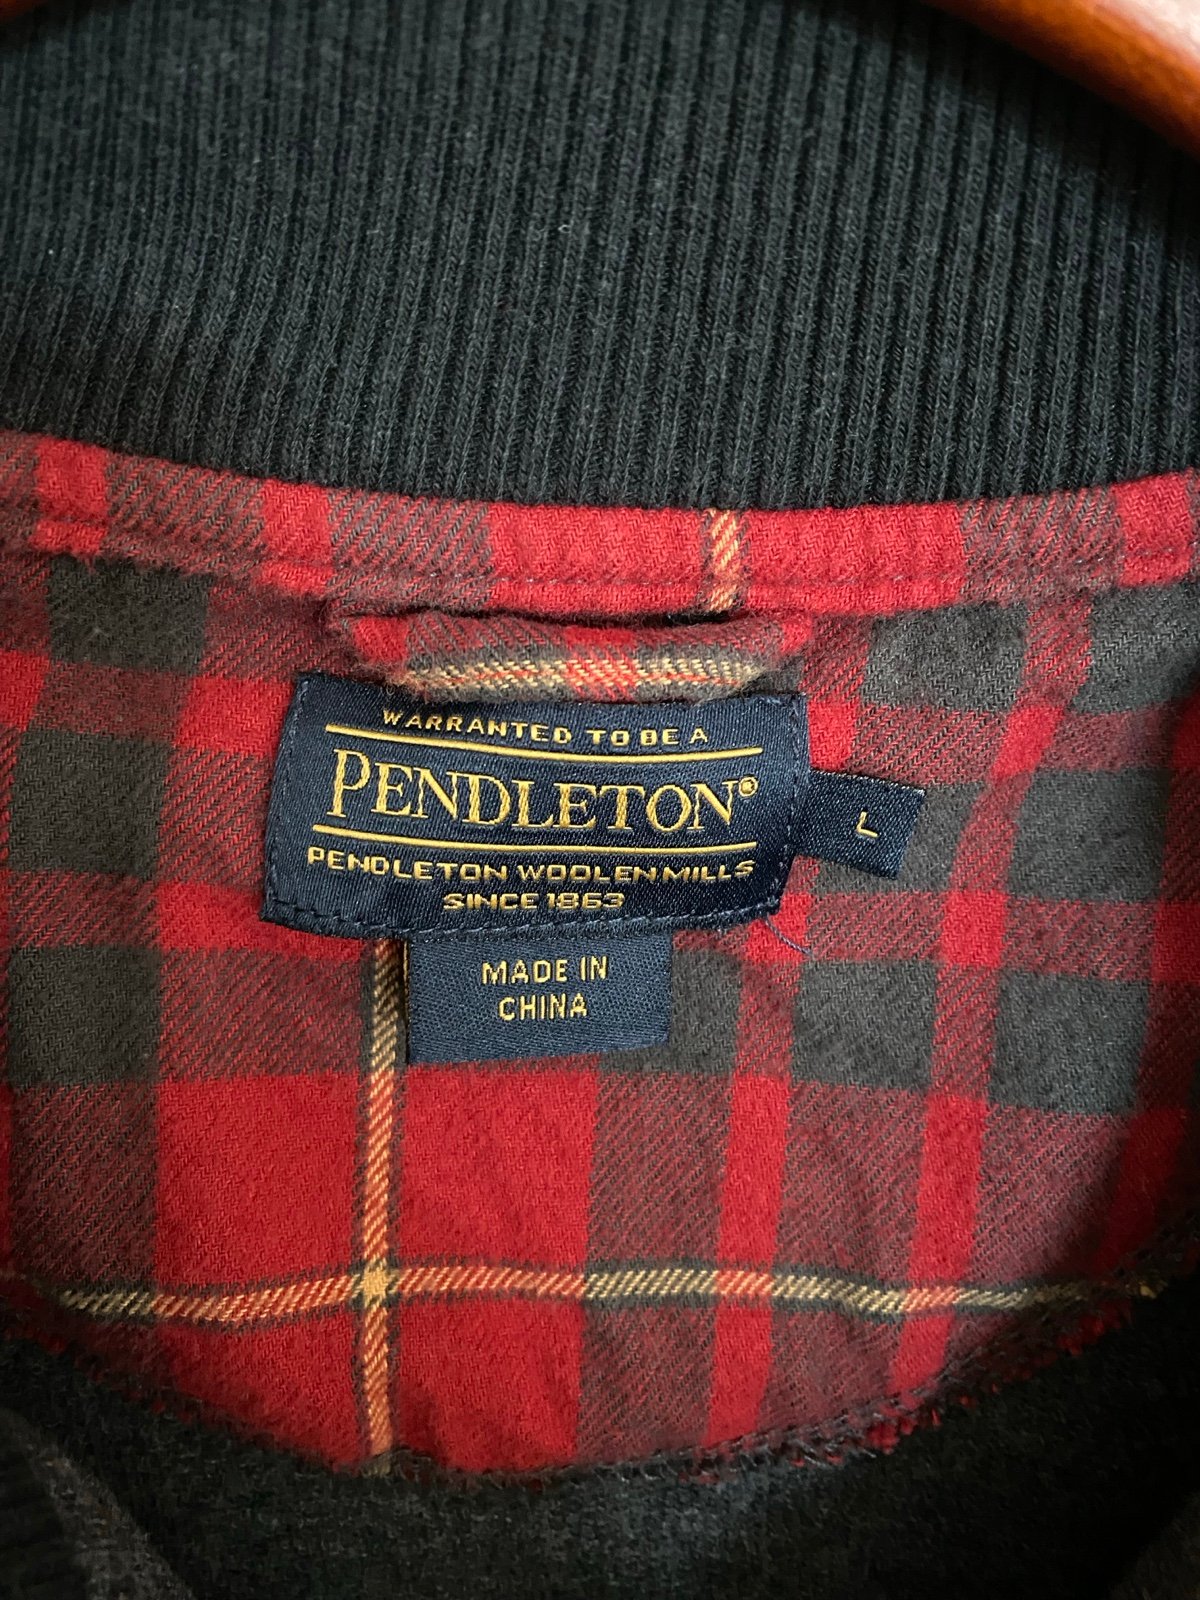 WARRANTED TO BE A
PENDLETON®
PENDLETON WOOLEN MILLS
SINCE 1863
L
MADE IN
CHINA